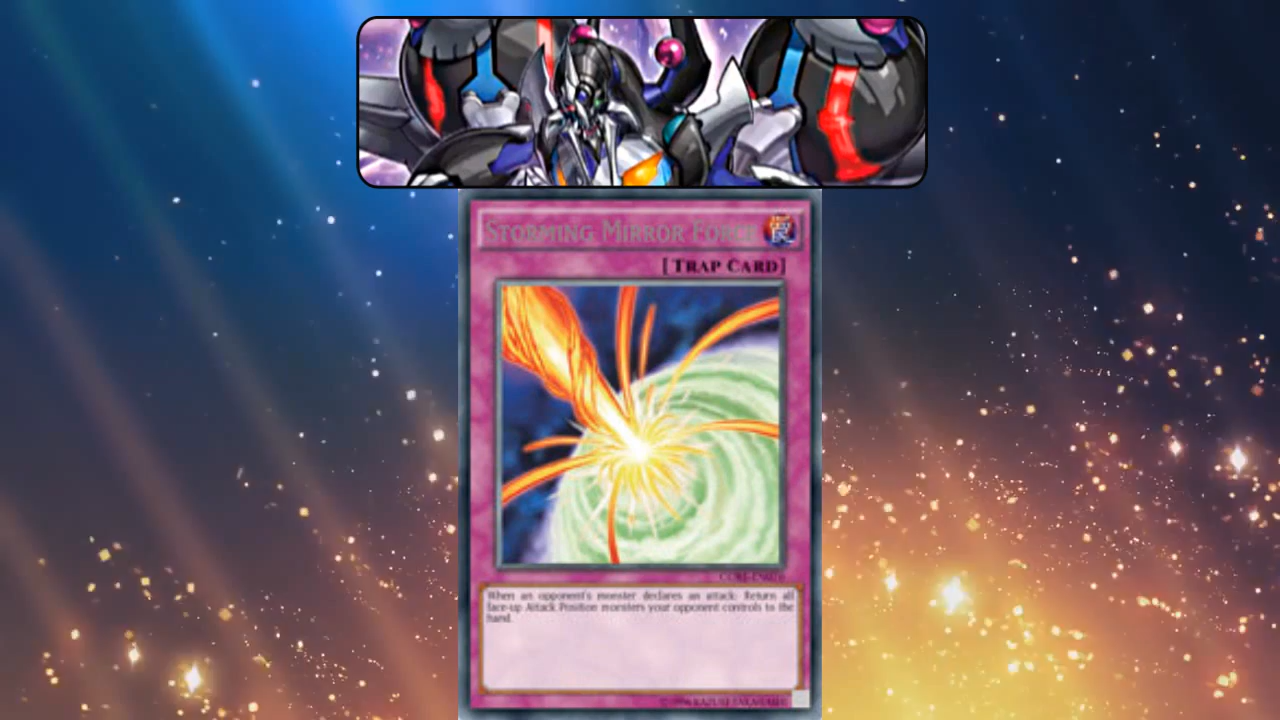 STORMING MIRROR FORCE
[TRAP CARD]
When an opponent's monster declares an attack: Return all
face-up Attack Position monsters your opponent controls to the
hand.